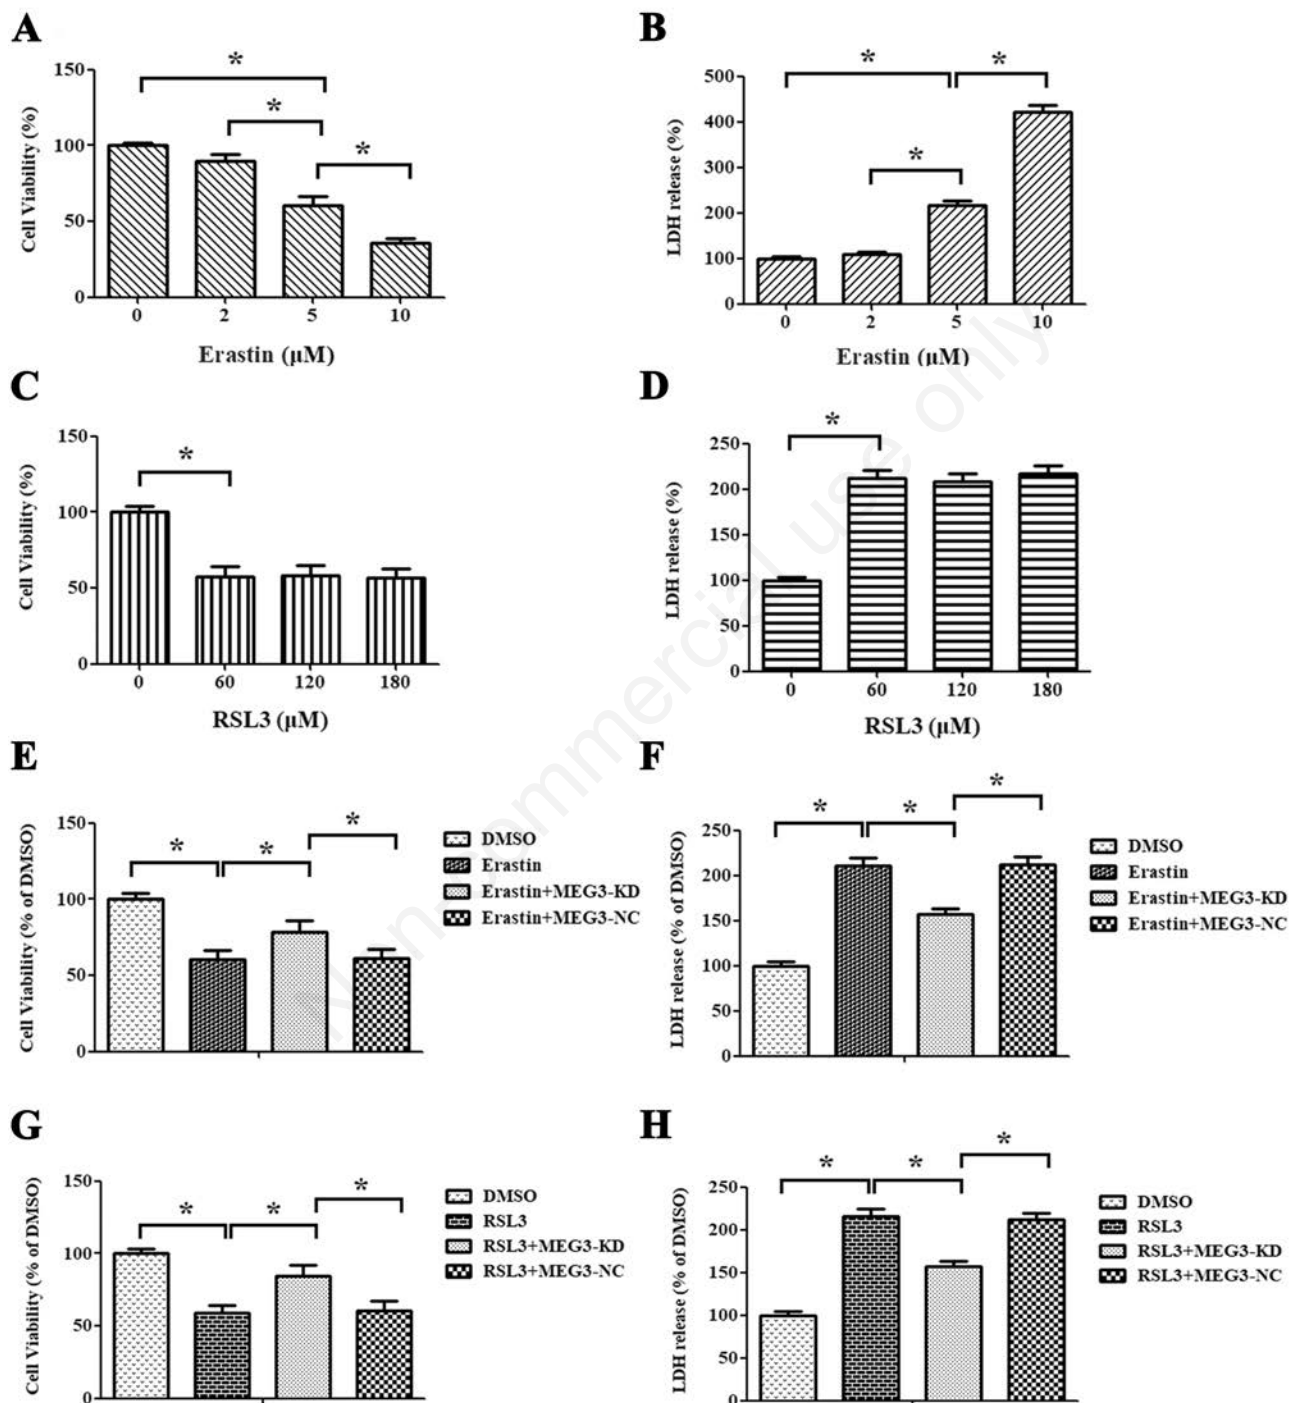 A
Cell Viability (%)
150
100
50
0
*
*
*
0 2 5 10
Erastin (μM)
B
LDH release (%)
500
400
300
200
100
0
*
*
*
0 2 5 10
Erastin (μM)
C
Cell Viability (%)
150
100
50
0
*
0 60 120 180
RSL3 (μM)
D
LDH release (%)
250
200
150
100
50
0
*
0 60 120 180
RSL3 (μM)
E
Cell Viability (% of DMSO)
150
100
50
0
*
*
*
DMSO
Erastin
Erastin+MEG3-KD
Erastin+MEG3-NC
F
LDH release (% of DMSO)
250
200
150
100
50
0
*
*
*
DMSO
Erastin
Erastin+MEG3-KD
Erastin+MEG3-NC
G
Cell Viability (% of DMSO)
150
100
50
0
*
*
*
DMSO
RSL3
RSL3+MEG3-KD
RSL3+MEG3-NC
H
LDH release (% of DMSO)
250
200
150
100
50
0
*
*
*
DMSO
RSL3
RSL3+MEG3-KD
RSL3+MEG3-NC
Non-commercial use only